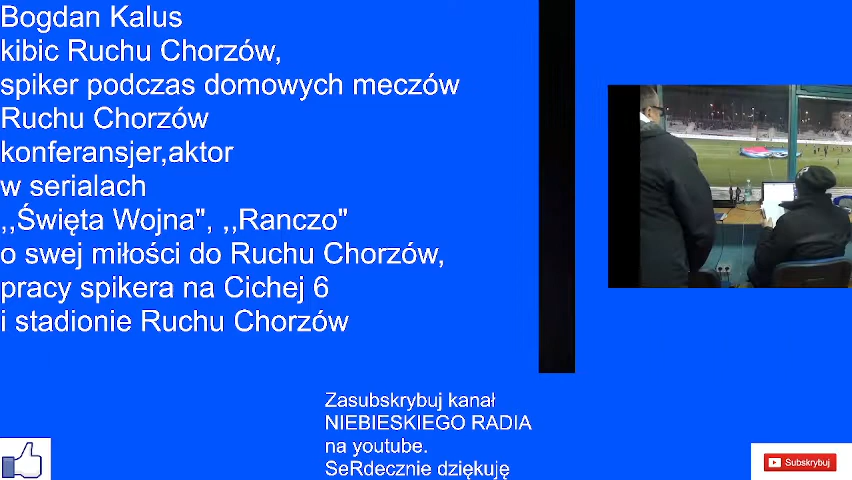 Bogdan Kalus
kibic Ruchu Chorzów,
spiker podczas domowych meczów
Ruchu Chorzów
konferansjer,aktor
w serialach
,,Święta Wojna", ,,Ranczo"
o swej miłości do Ruchu Chorzów,
pracy spikera na Cichej 6
i stadionie Ruchu Chorzów
Zasubskrybuj kanał
NIEBIESKIEGO RADIA
na youtube.
SeRdecznie dziękuję
Subskrybuj